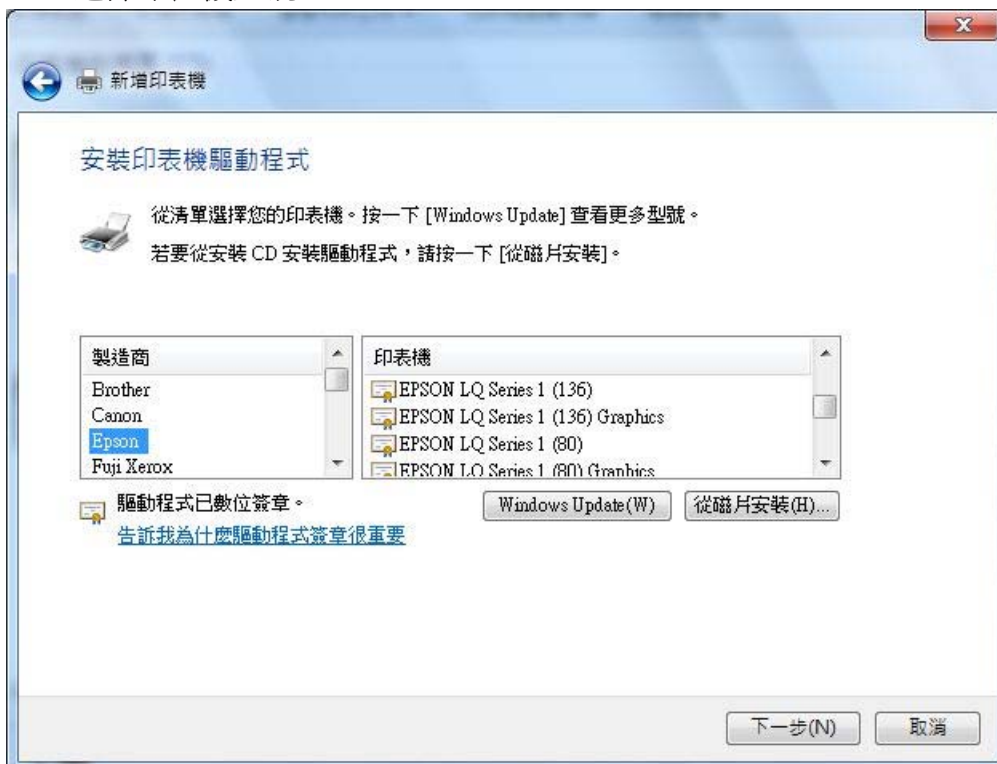 新增印表機
安裝印表機驅動程式
從清單選擇您的印表機。按一下 [Windows Update] 查看更多型號。
若要從安裝 CD 安裝驅動程式，請按一下 [從磁片安裝]。
製造商
Brother
Canon
Epson
Fuji Xerox
印表機
EPSON LQ Series 1 (136)
EPSON LQ Series 1 (136) Graphics
EPSON LQ Series 1 (80)
EPSON LQ Series 1 (80) Graphics
驅動程式已數位簽章。
告訴我為什麼驅動程式簽章很重要
Windows Update(W)
從磁片安裝(H)...
下一步(N)
取消